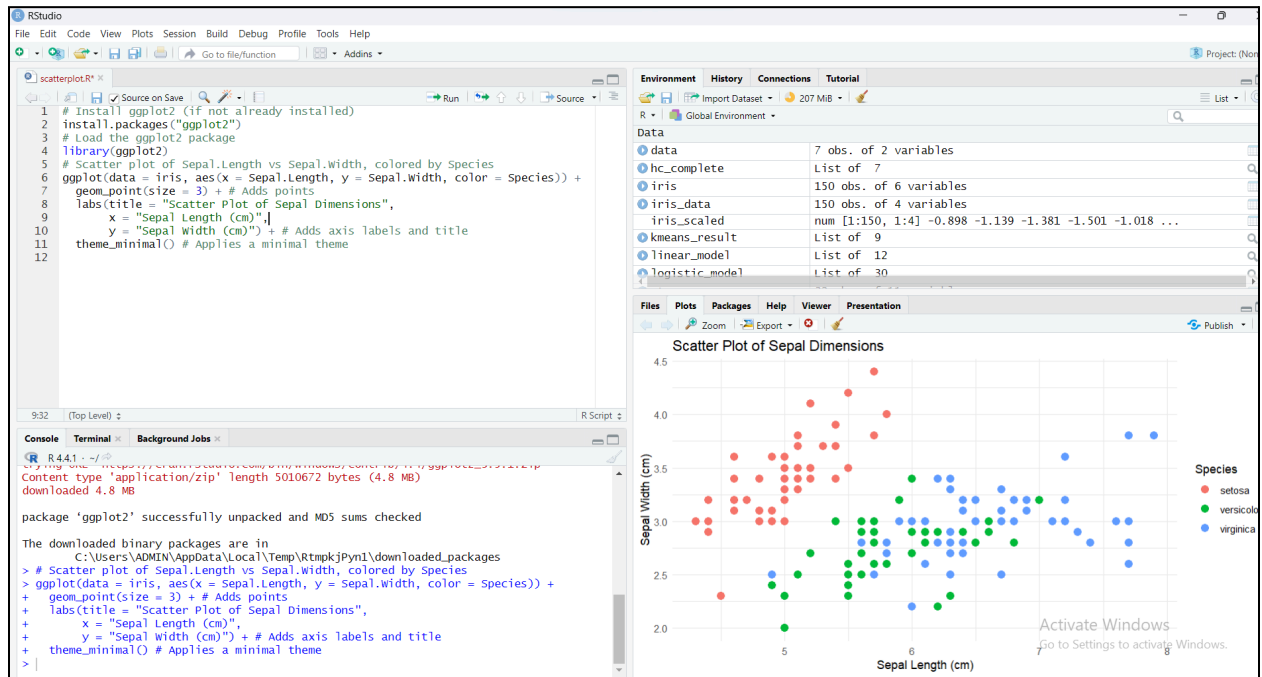 RStudio
File Edit Code View Plots Session Build Debug Profile Tools Help
Go to file/function Addins Project: (Non
scatterplot.R*
Source on Save Run Source
1 # Install ggplot2 (if not already installed)
2 install.packages("ggplot2")
3 # Load the ggplot2 package
4 library(ggplot2)
5 # Scatter plot of Sepal.Length vs Sepal.Width, colored by Species
6 ggplot(data = iris, aes(x = Sepal.Length, y = Sepal.Width, color = Species)) +
7 geom_point(size = 3) + # Adds points
8 labs(title = "Scatter Plot of Sepal Dimensions",
9 x = "Sepal Length (cm)",
10 y = "Sepal Width (cm)") + # Adds axis labels and title
11 theme_minimal() # Applies a minimal theme
12
9:32 (Top Level) R Script
Console Terminal Background Jobs
R 4.4.1 · ~/
Content type 'application/zip' length 5010672 bytes (4.8 MB)
downloaded 4.8 MB
package ‘ggplot2’ successfully unpacked and MD5 sums checked
The downloaded binary packages are in
C:\Users\ADMIN\AppData\Local\Temp\RtmpkjPyn1\downloaded_packages
> # Scatter plot of Sepal.Length vs Sepal.Width, colored by Species
> ggplot(data = iris, aes(x = Sepal.Length, y = Sepal.Width, color = Species)) +
+ geom_point(size = 3) + # Adds points
+ labs(title = "Scatter Plot of Sepal Dimensions",
+ x = "Sepal Length (cm)",
+ y = "Sepal Width (cm)") + # Adds axis labels and title
+ theme_minimal() # Applies a minimal theme
>
Environment History Connections Tutorial
Import Dataset 207 MiB List
R Global Environment
Data
data 7 obs. of 2 variables
hc_complete List of 7
iris 150 obs. of 6 variables
iris_data 150 obs. of 4 variables
iris_scaled num [1:150, 1:4] -0.898 -1.139 -1.381 -1.501 -1.018 ...
kmeans_result List of 9
linear_model List of 12
logistic_model List of 30
Files Plots Packages Help Viewer Presentation
Zoom Export Publish
Scatter Plot of Sepal Dimensions
4.5
4.0
3.5
3.0
2.5
2.0
Sepal Width (cm)
5 6 7 8
Sepal Length (cm)
Species
setosa
versicolo
virginica
Activate Windows
Go to Settings to activate Windows.